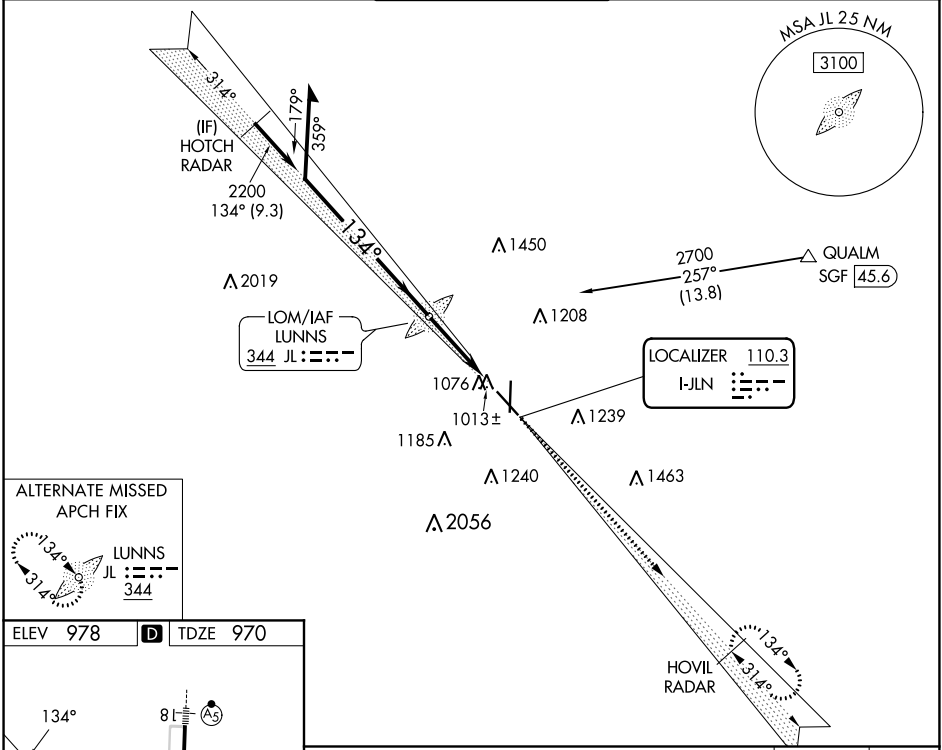 MSA JL 25 NM
3100
314°
179°
359°
(IF)
HOTCH
RADAR
2200
134° (9.3)
134°
1450
2700
257°
(13.8)
QUALM
SGF 45.6
2019
1208
LOM/IAF
LUNNS
344 JL
LOCALIZER 110.3
I-JLN
1076
1013±
1239
1185
1240
1463
2056
ALTERNATE MISSED
APCH FIX
134°
314°
LUNNS
JL
344
ELEV 978 D TDZE 970
134°
18
A5
HOVIL
RADAR
134°
314°